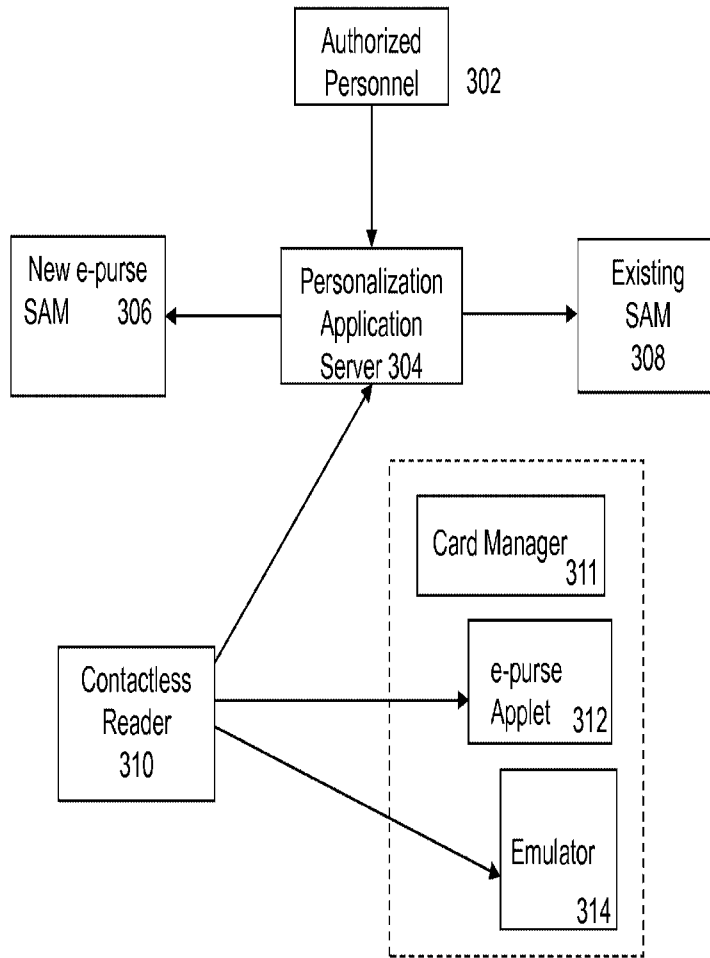 Authorized
Personnel
302
New e-purse
SAM 306
Personalization
Application
Server 304
Existing
SAM
308
Card Manager
311
Contactless
Reader
310
e-purse
Applet 312
Emulator
314